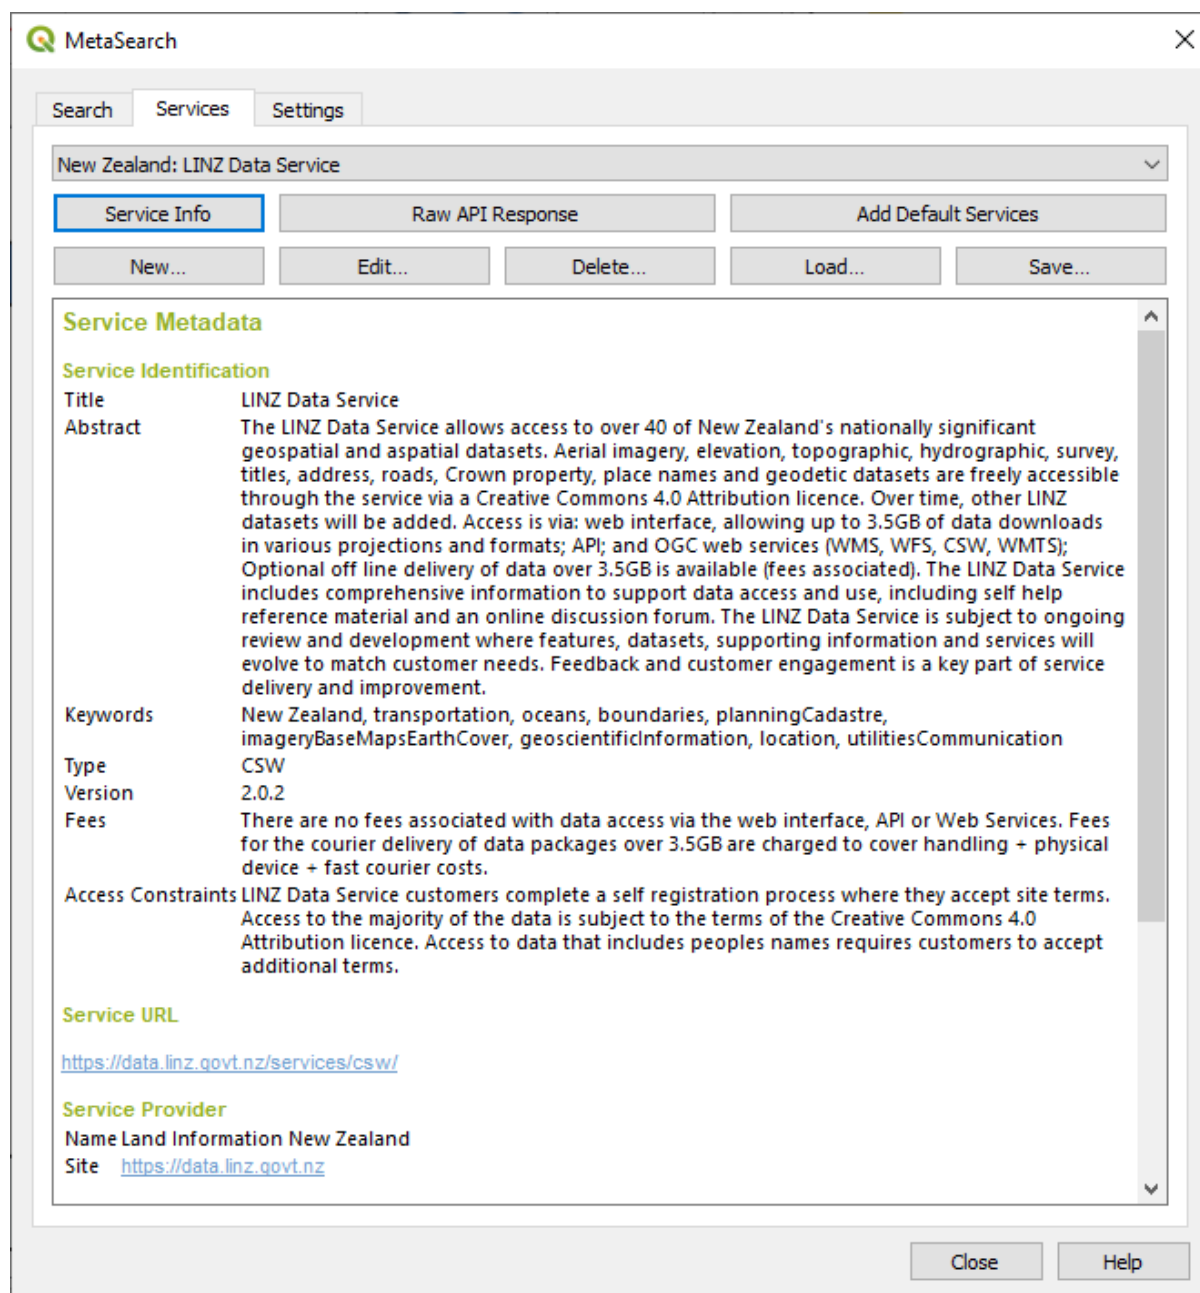 MetaSearch
Search Services Settings
New Zealand: LINZ Data Service
Service Info Raw API Response Add Default Services
New... Edit... Delete... Load... Save...
Service Metadata
Service Identification
Title LINZ Data Service
Abstract The LINZ Data Service allows access to over 40 of New Zealand's nationally significant
geospatial and aspatial datasets. Aerial imagery, elevation, topographic, hydrographic, survey,
titles, address, roads, Crown property, place names and geodetic datasets are freely accessible
through the service via a Creative Commons 4.0 Attribution licence. Over time, other LINZ
datasets will be added. Access is via: web interface, allowing up to 3.5GB of data downloads
in various projections and formats; API; and OGC web services (WMS, WFS, CSW, WMTS);
Optional off line delivery of data over 3.5GB is available (fees associated). The LINZ Data Service
includes comprehensive information to support data access and use, including self help
reference material and an online discussion forum. The LINZ Data Service is subject to ongoing
review and development where features, datasets, supporting information and services will
evolve to match customer needs. Feedback and customer engagement is a key part of service
delivery and improvement.
Keywords New Zealand, transportation, oceans, boundaries, planningCadastre,
imageryBaseMapsEarthCover, geoscientificInformation, location, utilitiesCommunication
Type CSW
Version 2.0.2
Fees There are no fees associated with data access via the web interface, API or Web Services. Fees
for the courier delivery of data packages over 3.5GB are charged to cover handling + physical
device + fast courier costs.
Access Constraints LINZ Data Service customers complete a self registration process where they accept site terms.
Access to the majority of the data is subject to the terms of the Creative Commons 4.0
Attribution licence. Access to data that includes peoples names requires customers to accept
additional terms.
Service URL
https://data.linz.govt.nz/services/csw/
Service Provider
Name Land Information New Zealand
Site https://data.linz.govt.nz
Close Help